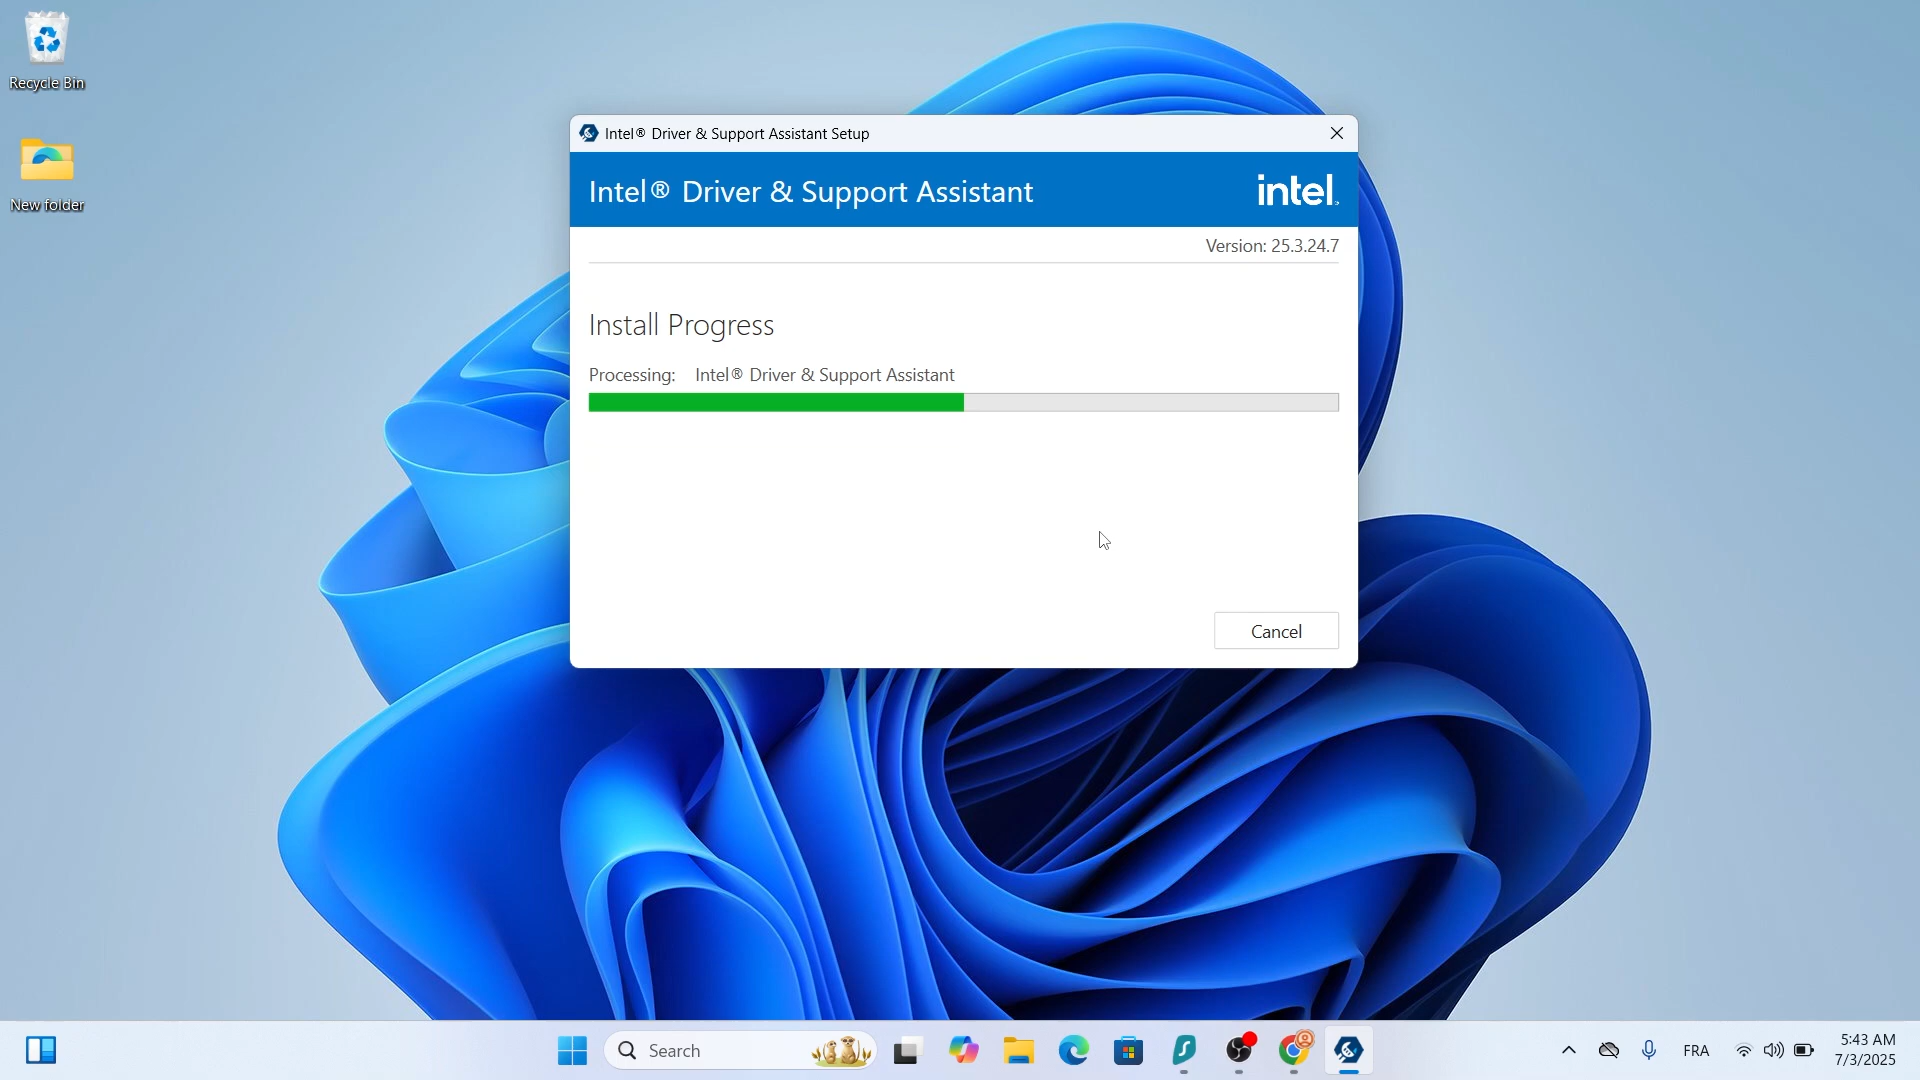 Recycle Bin
New folder
Intel® Driver & Support Assistant Setup
Intel® Driver & Support Assistant
intel.
Version: 25.3.24.7
Install Progress
Processing: Intel® Driver & Support Assistant
Cancel
Search
FRA
5:43 AM
7/3/2025